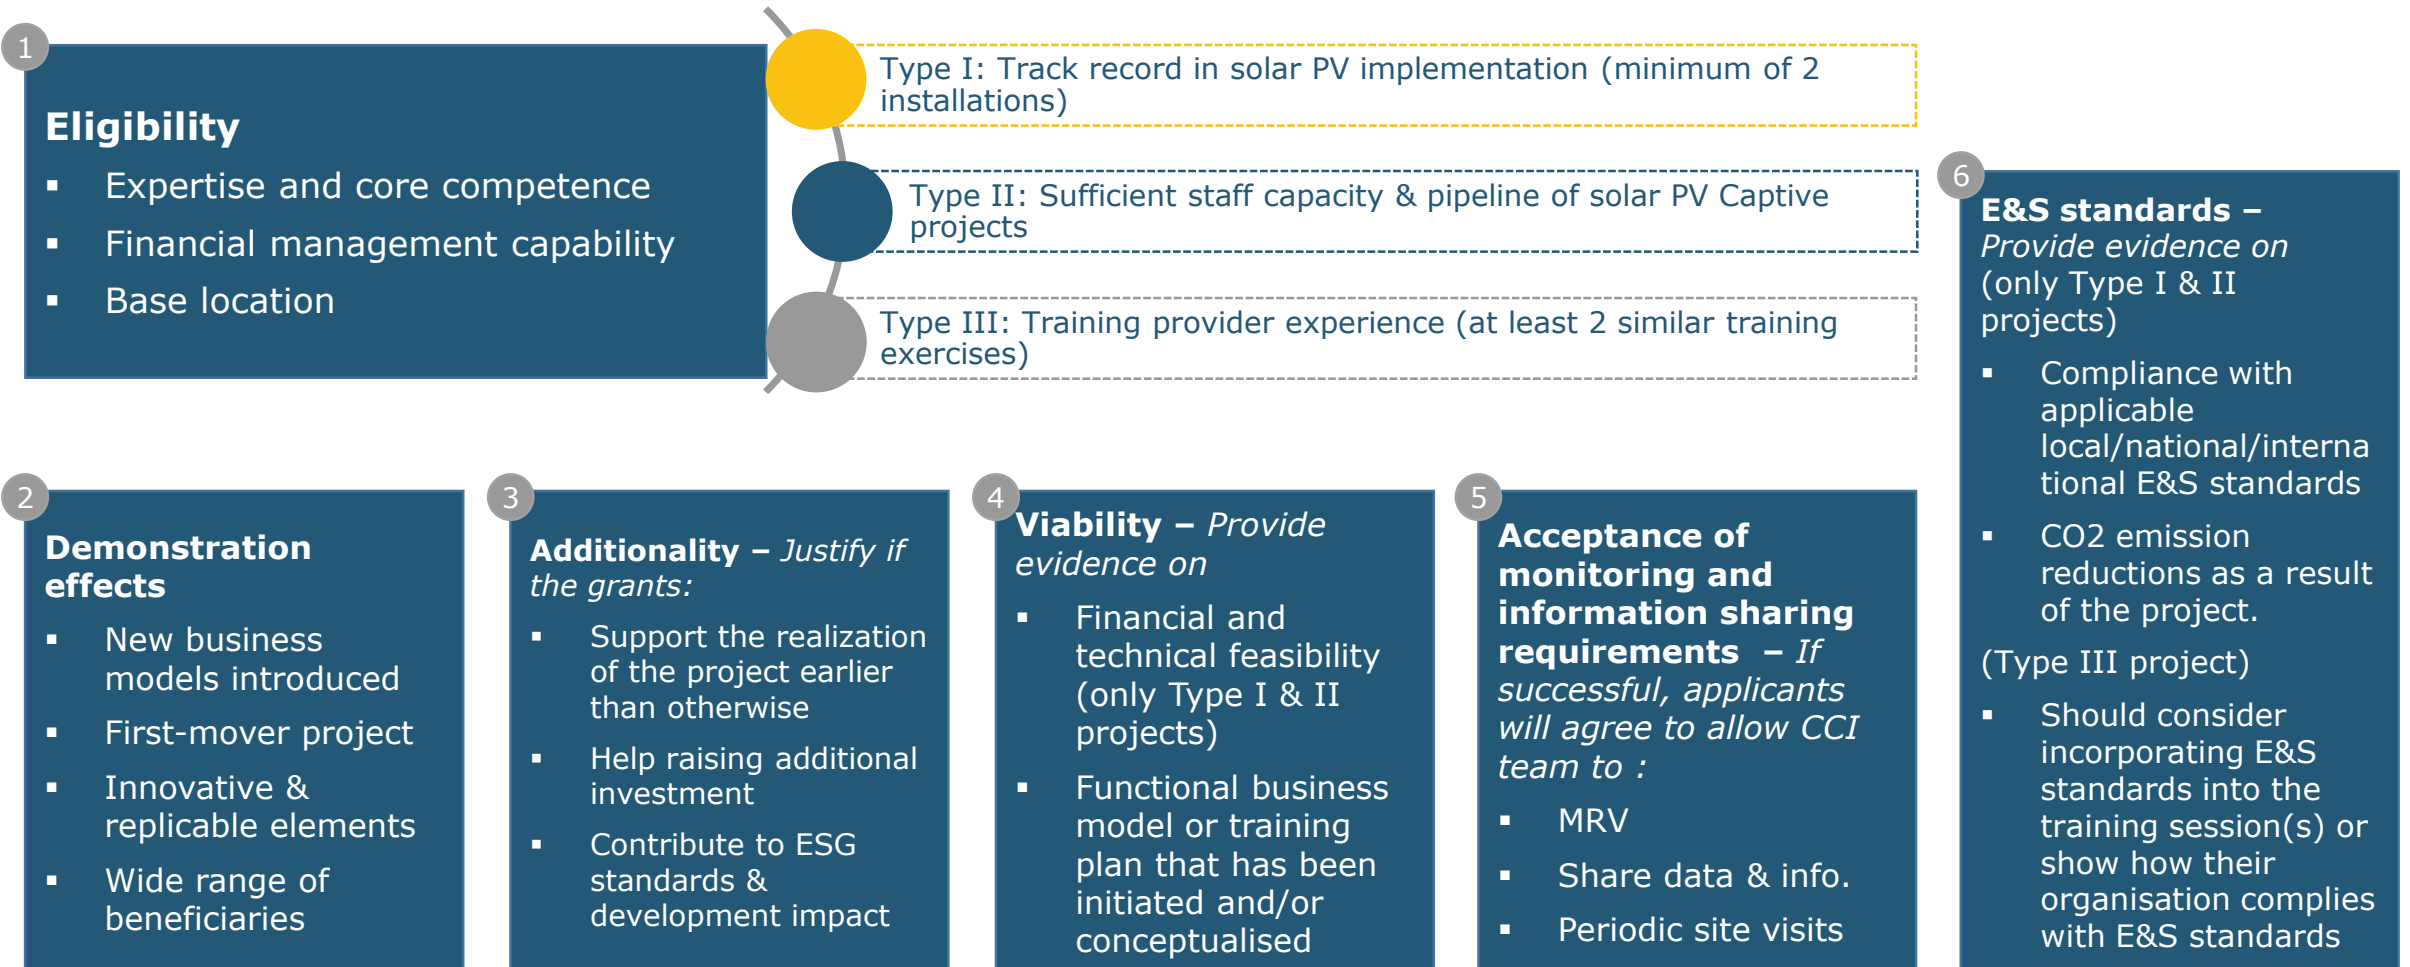 1
Eligibility
▪ Expertise and core competence
▪ Financial management capability
▪ Base location
Type I: Track record in solar PV implementation (minimum of 2
installations)
Type II: Sufficient staff capacity & pipeline of solar PV Captive
projects
Type III: Training provider experience (at least 2 similar training
exercises)
2
Demonstration
effects
▪ New business
models introduced
▪ First-mover project
▪ Innovative &
replicable elements
▪ Wide range of
beneficiaries
3
Additionality – Justify if
the grants:
▪ Support the realization
of the project earlier
than otherwise
▪ Help raising additional
investment
▪ Contribute to ESG
standards &
development impact
4
Viability – Provide
evidence on
▪ Financial and
technical feasibility
(only Type I & II
projects)
▪ Functional business
model or training
plan that has been
initiated and/or
conceptualised
5
Acceptance of
monitoring and
information sharing
requirements – If
successful, applicants
will agree to allow CCI
team to :
▪ MRV
▪ Share data & info.
▪ Periodic site visits
6
E&S standards –
Provide evidence on
(only Type I & II
projects)
▪ Compliance with
applicable
local/national/interna
tional E&S standards
▪ CO2 emission
reductions as a result
of the project.
(Type III project)
▪ Should consider
incorporating E&S
standards into the
training session(s) or
show how their
organisation complies
with E&S standards